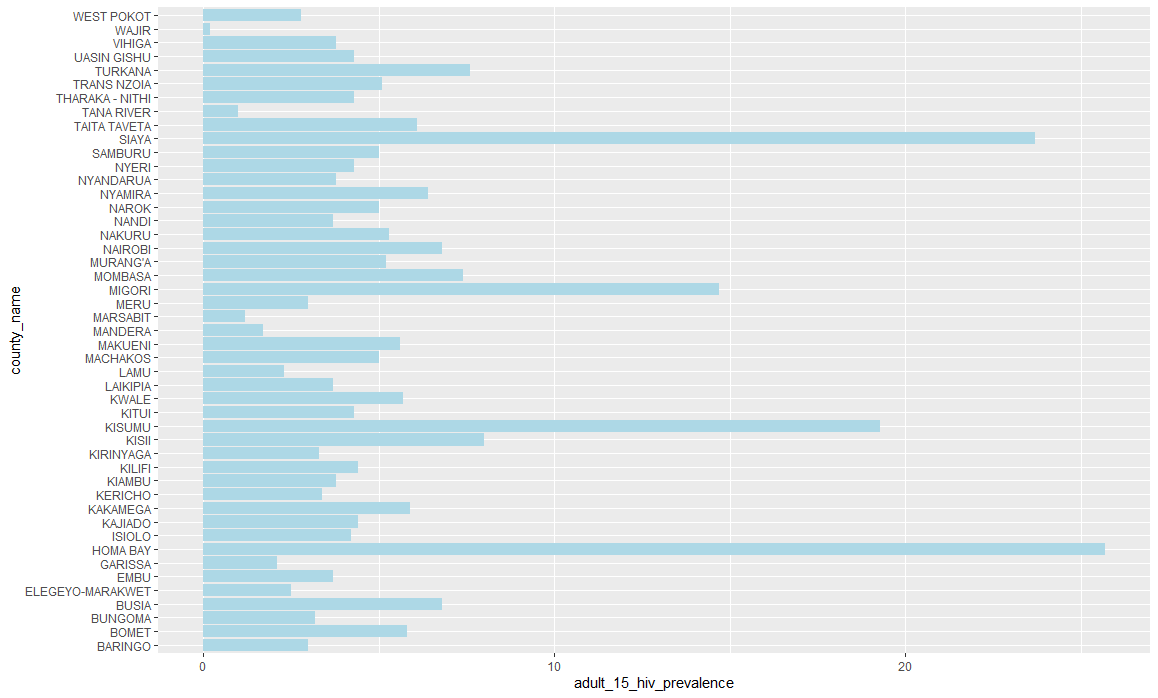 WEST POKOT
WAJIR
VIHIGA
UASIN GISHU
TURKANA
TRANS NZOIA
THARAKA - NITHI
TANA RIVER
TAITA TAVETA
SIAYA
SAMBURU
NYERI
NYANDARUA
NYAMIRA
NAROK
NANDI
NAKURU
NAIROBI
MURANG'A
MOMBASA
MIGORI
MERU
MARSABIT
MANDERA
MAKUENI
MACHAKOS
LAMU
LAIKIPIA
KWALE
KITUI
KISUMU
KISII
KIRINYAGA
KILIFI
KIAMBU
KERICHO
KAKAMEGA
KAJIADO
ISIOLO
HOMA BAY
GARISSA
EMBU
ELEGEYO-MARAKWET
BUSIA
BUNGOMA
BOMET
BARINGO
county_name
0 10 20
adult_15_hiv_prevalence